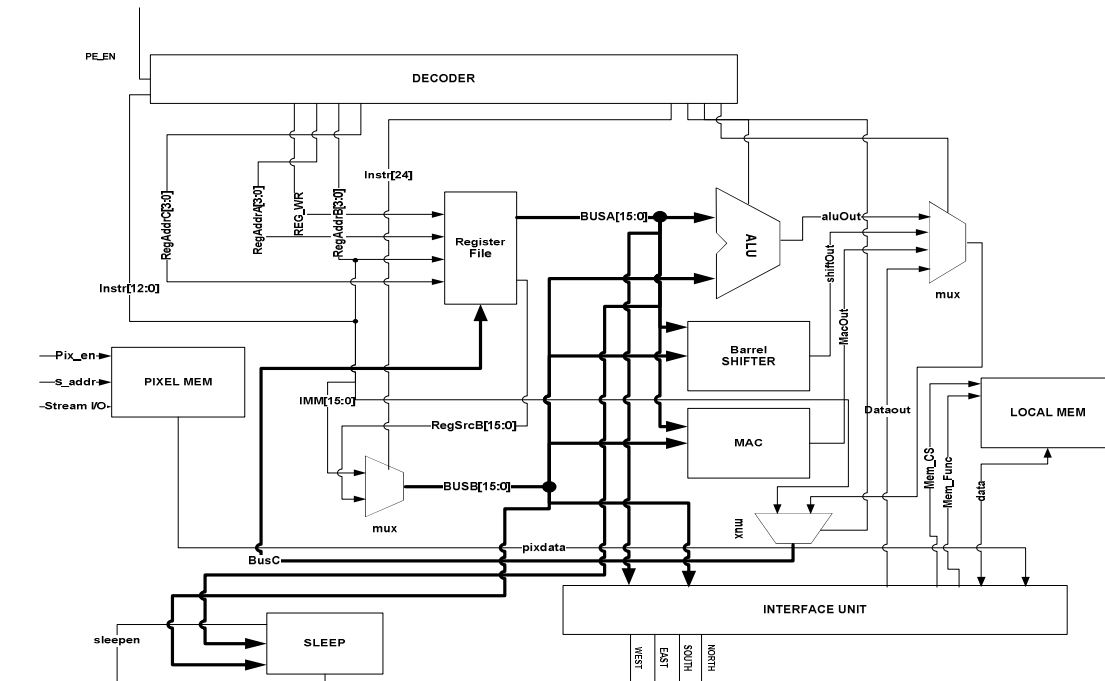 PE_EN
DECODER
Instr[24]
RegAddrC[3:0]
RegAddrA[3:0]
REG_WR
RegAddrB[3:0]
BUSA[15:0]
aluOut
ALU
Register
File
shiftOut
Instr[12:0]
mux
MacOut
Pix_en
s_addr
Stream I/O
PIXEL MEM
Barrel
SHIFTER
IMM[15:0]
RegSrcB[15:0]
Dataout
LOCAL MEM
MAC
Mem_CS
Mem_Func
data
BUSB[15:0]
mux
mux
pixdata
BusC
INTERFACE UNIT
sleepen
SLEEP
WEST
EAST
SOUTH
NORTH